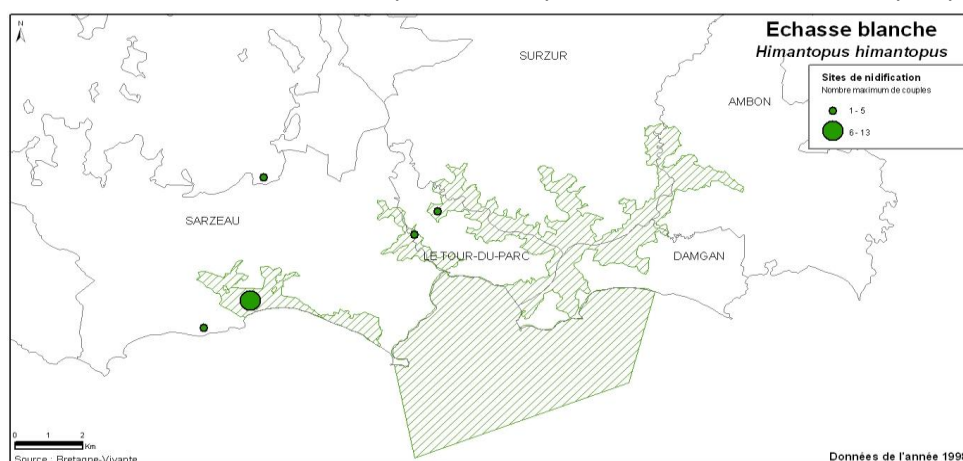 N
Echasse blanche
Himantopus himantopus
SURZUR
Sites de nidification
Nombre maximum de couples
1 - 5
6 - 13
AMBON
SARZEAU
LE TOUR-DU-PARC
DAMGAN
0 1 2
Km
Source : Bretagne-Vivante
Données de l'année 1998